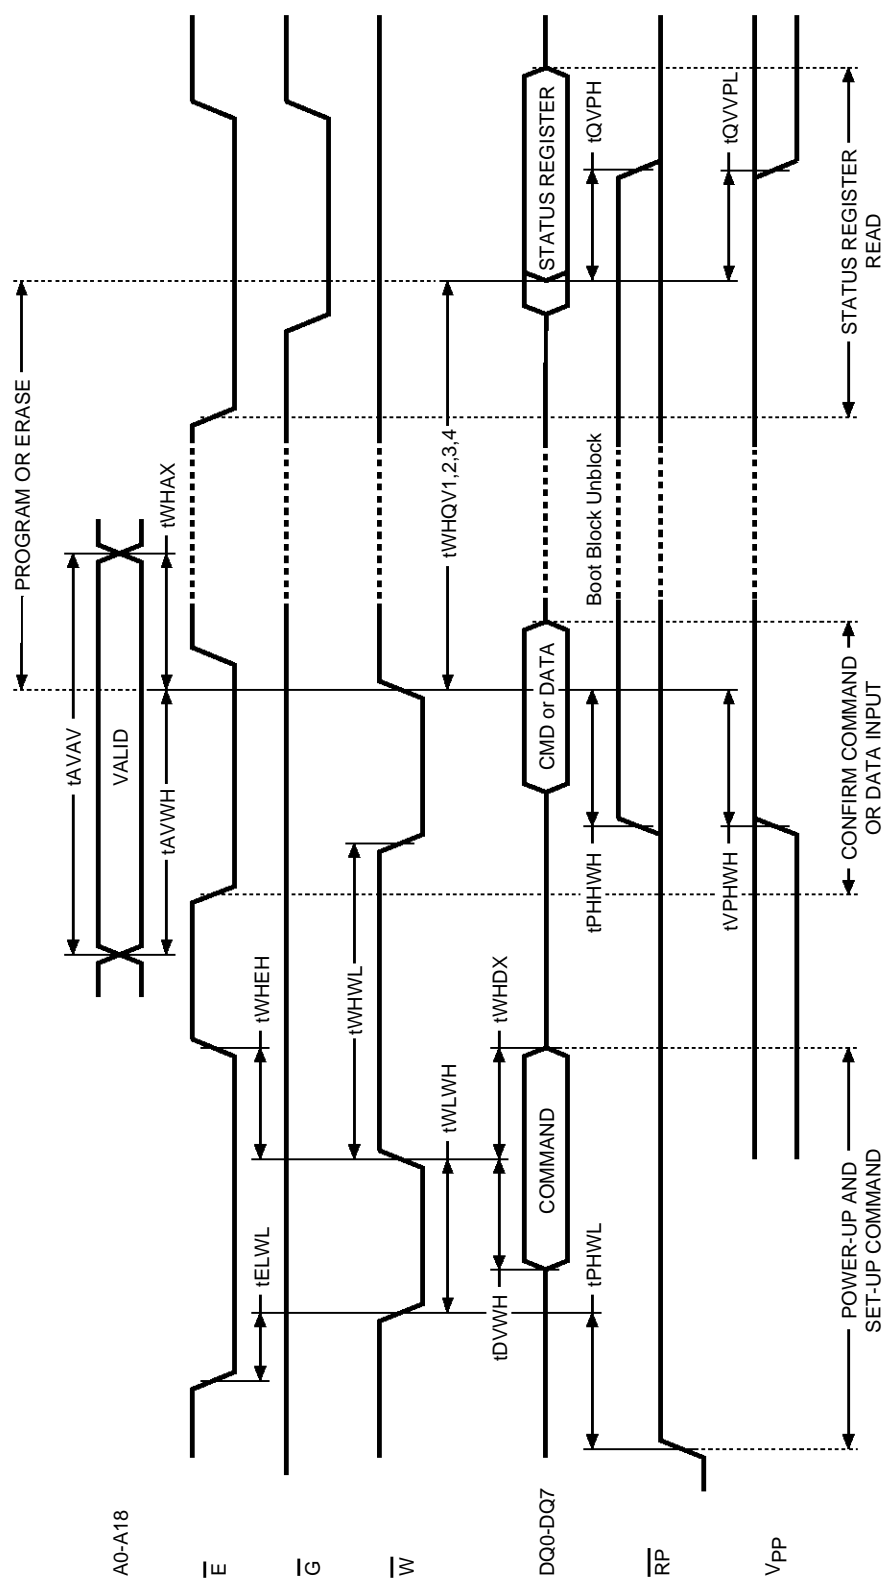 PROGRAM OR ERASE
A0-A18
tAVAV
VALID
tAVWH
tWHAX
E
tELWL
tWHEH
G
tWHWL
W
tWLWH
tWHQV1,2,3,4
tDVWH
tWHDX
DQ0-DQ7
COMMAND
CMD or DATA
STATUS REGISTER
tPHWL
tPHHWH
Boot Block Unblock
tQVPH
RP
tVPHWH
tQVVPL
VPP
POWER-UP AND
SET-UP COMMAND
CONFIRM COMMAND
OR DATA INPUT
STATUS REGISTER
READ